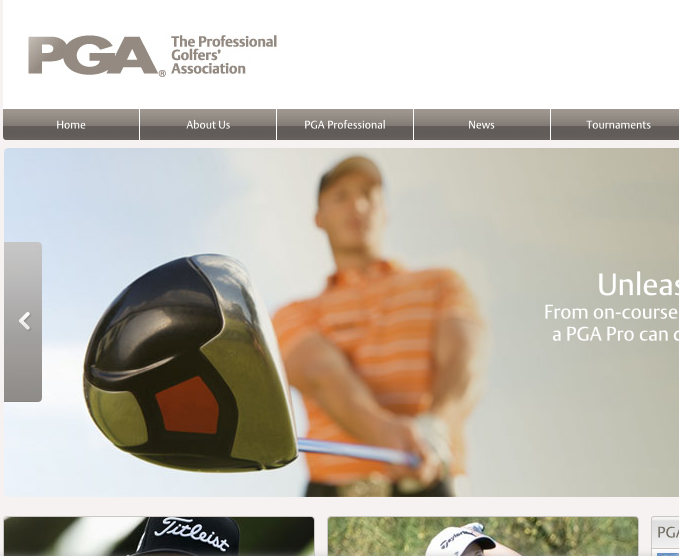 PGA®
The Professional
Golfers'
Association
Home
About Us
PGA Professional
News
Tournaments
Unleas
From on-course
a PGA Pro can
Titleist
TaylorMade
PGA